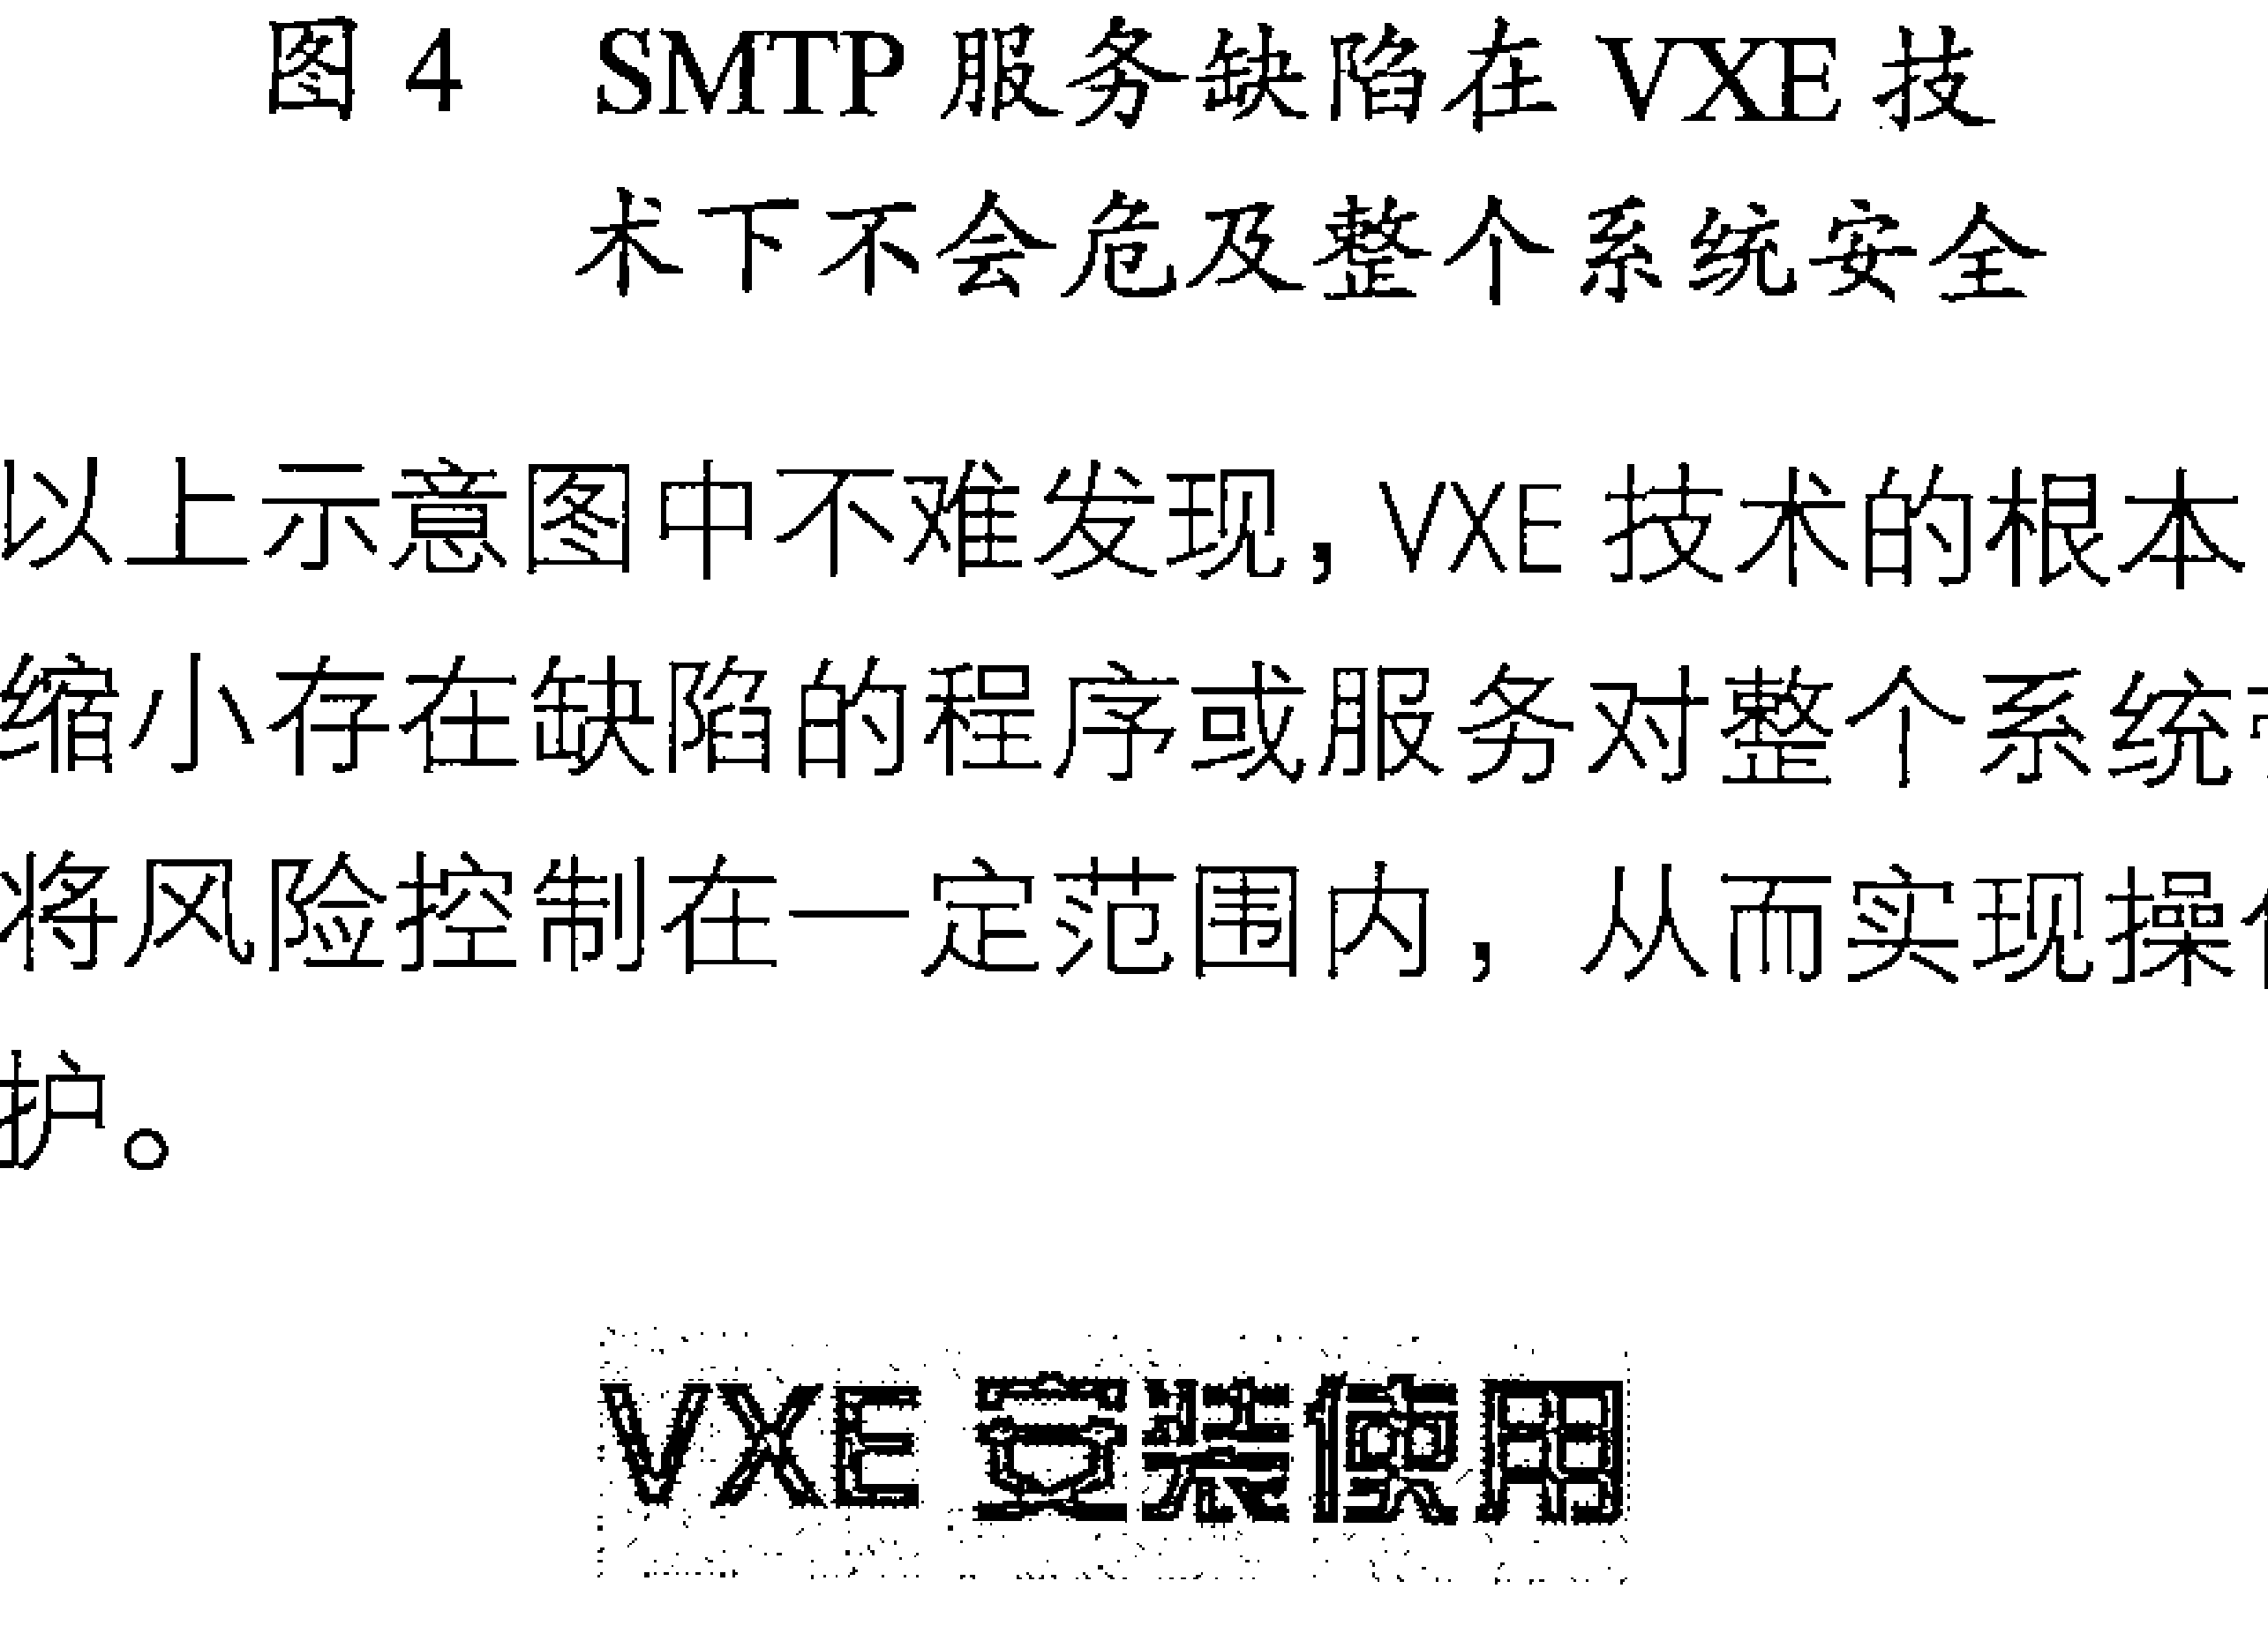 图 4 SMTP 服务缺陷在 VXE 技
术下不会危及整个系统安全
以上示意图中不难发现，VXE 技术的根本
缩小存在缺陷的程序或服务对整个系统
将风险控制在一定范围内，从而实现操
护。
VXE 安装使用